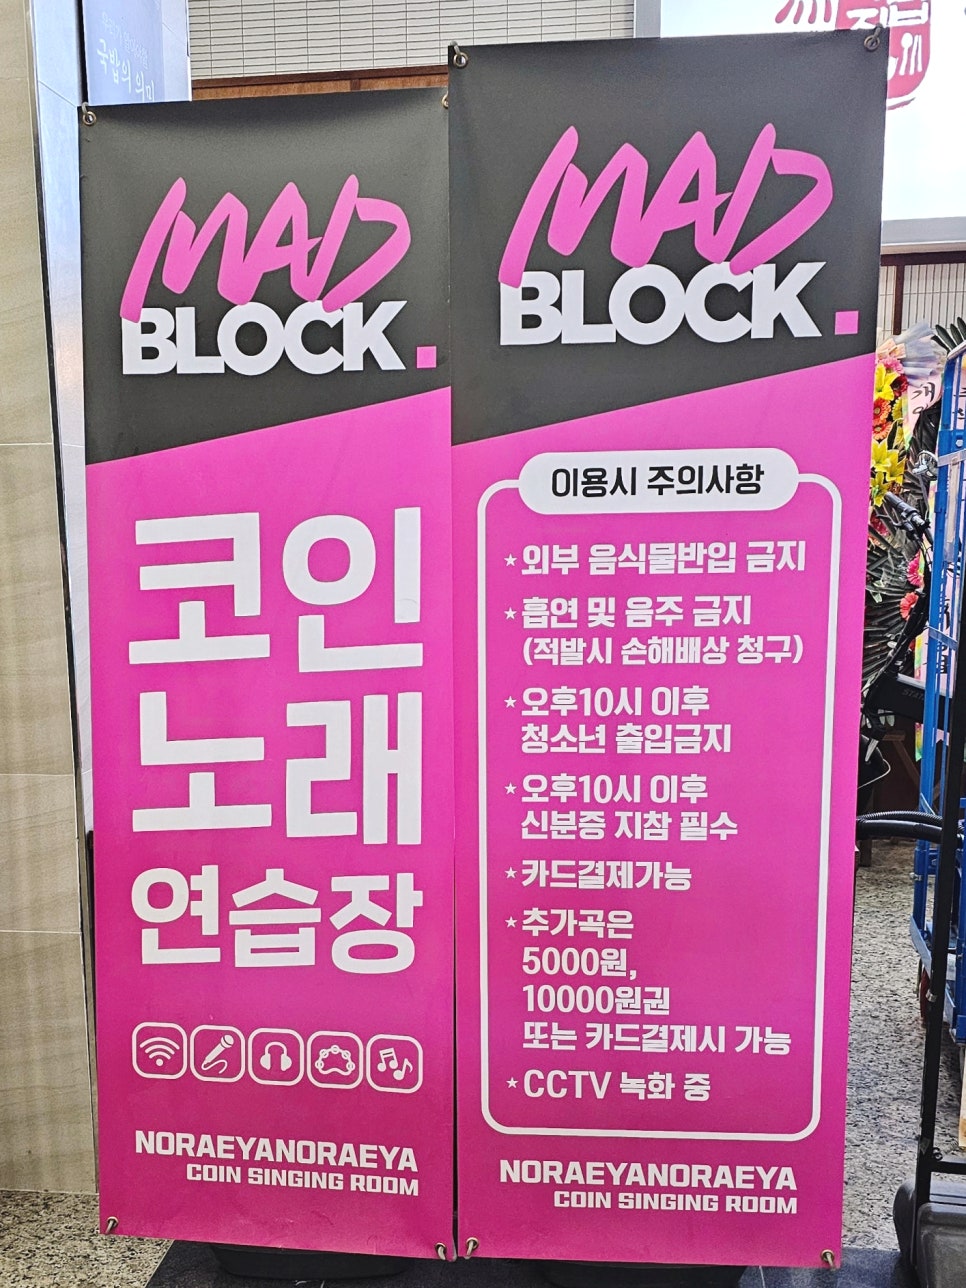 국밥의 의미
MAD
BLOCK.
코인
노래
연습장
NORAEYANORAEYA
COIN SINGING ROOM
MAD
BLOCK.
이용시 주의사항
★ 외부 음식물반입 금지
★ 흡연 및 음주 금지
(적발시 손해배상 청구)
★ 오후10시 이후
청소년 출입금지
★ 오후10시 이후
신분증 지참 필수
★ 카드결제가능
★ 추가곡은
5000원,
10000원권
또는 카드결제시 가능
★ CCTV 녹화 중
NORAEYANORAEYA
COIN SINGING ROOM